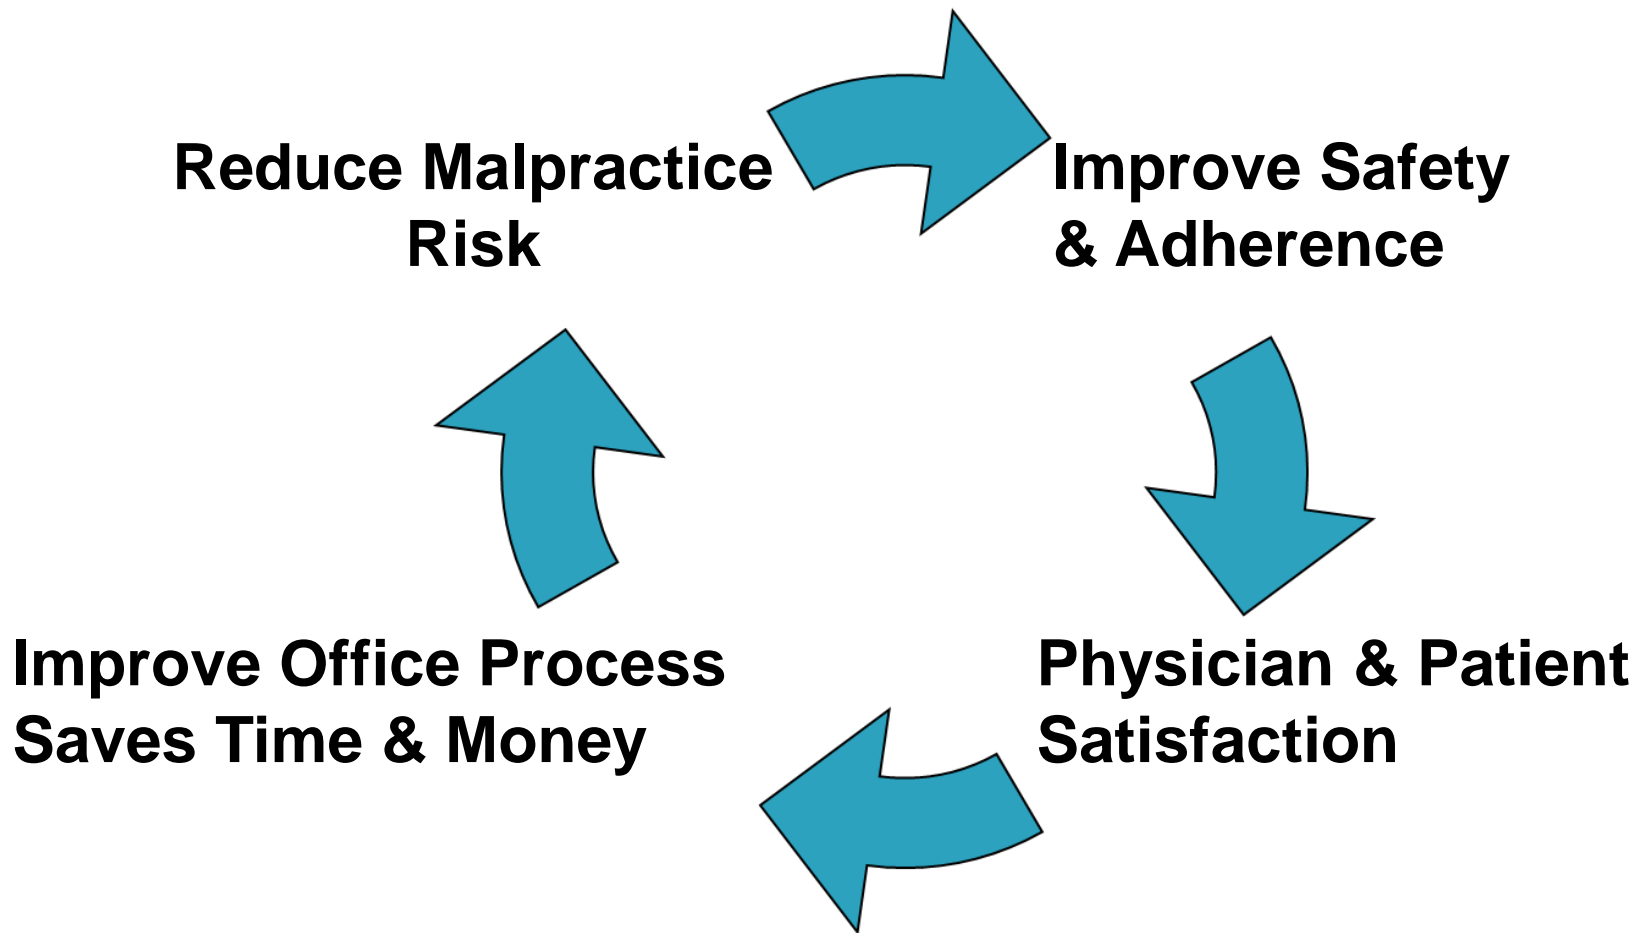 Reduce Malpractice
Risk
Improve Safety
& Adherence
Physician & Patient
Satisfaction
Improve Office Process
Saves Time & Money